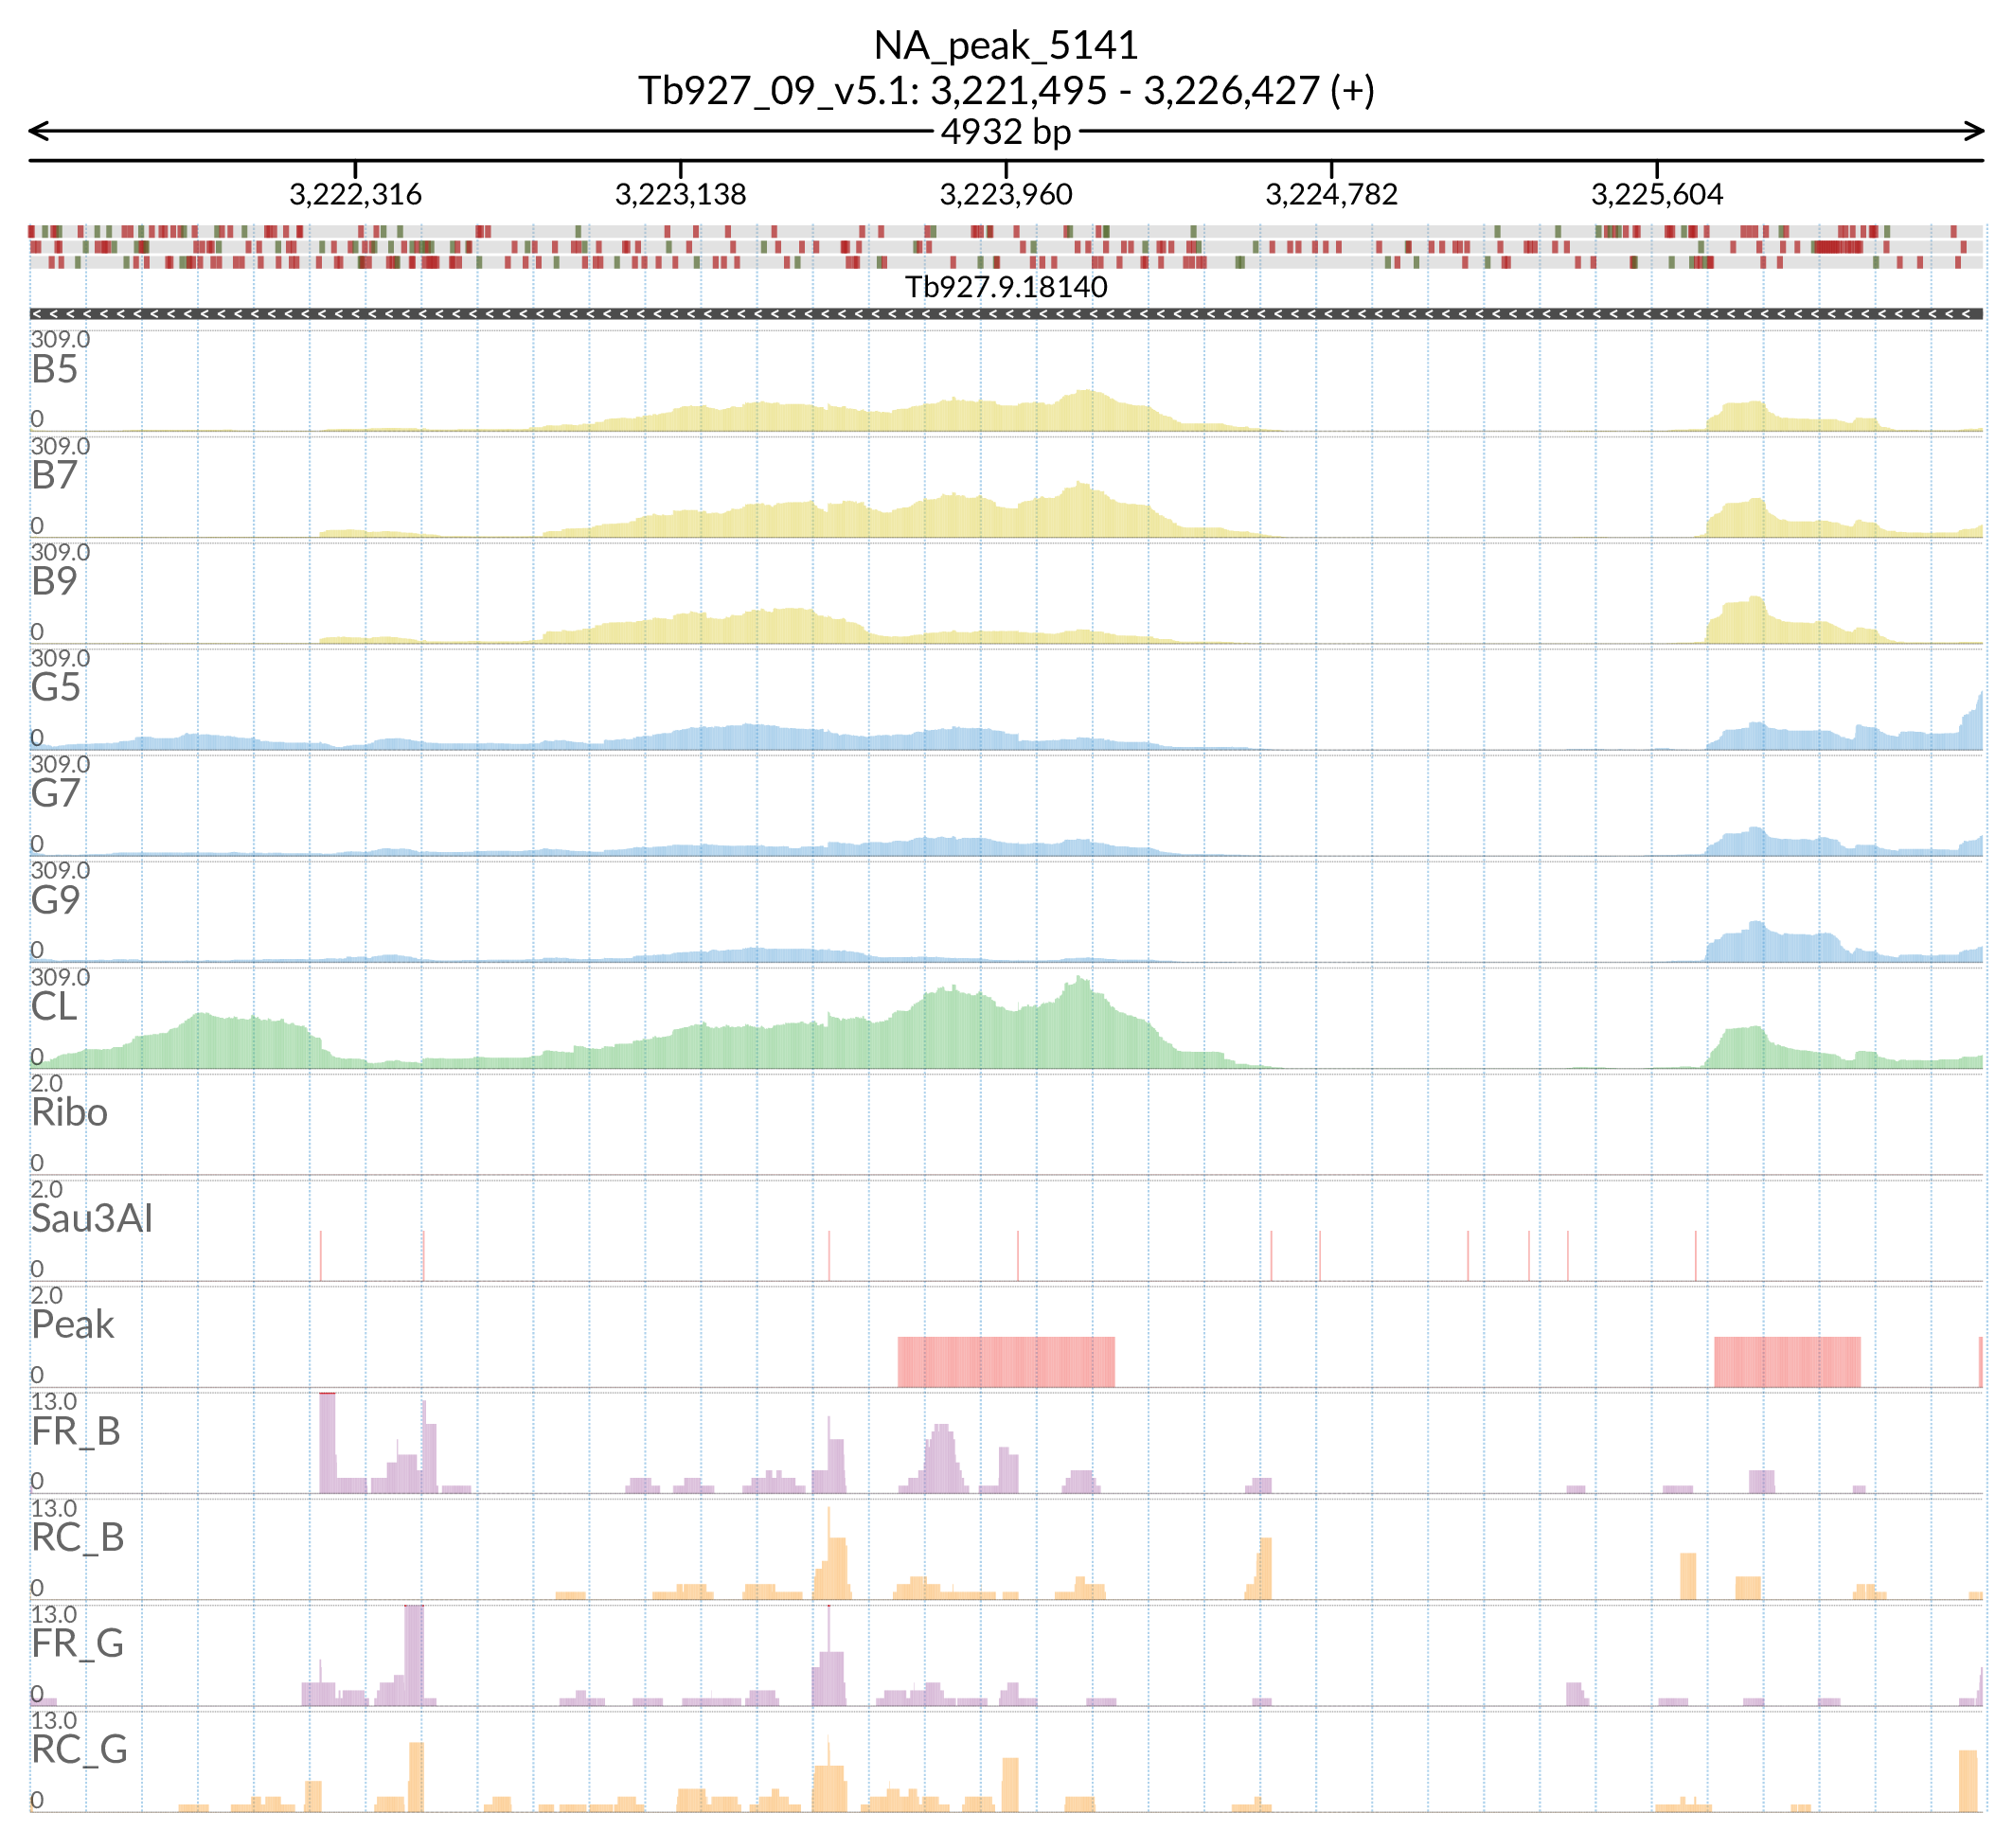 NA_peak_5141
Tb927_09_v5.1: 3,221,495 - 3,226,427 (+)
4932 bp
3,222,316 3,223,138 3,223,960 3,224,782 3,225,604
Tb927.9.18140
309.0
B5
0
309.0
B7
0
309.0
B9
0
309.0
G5
0
309.0
G7
0
309.0
G9
0
309.0
CL
0
2.0
Ribo
0
2.0
Sau3AI
0
2.0
Peak
0
13.0
FR_B
0
13.0
RC_B
0
13.0
FR_G
0
13.0
RC_G
0